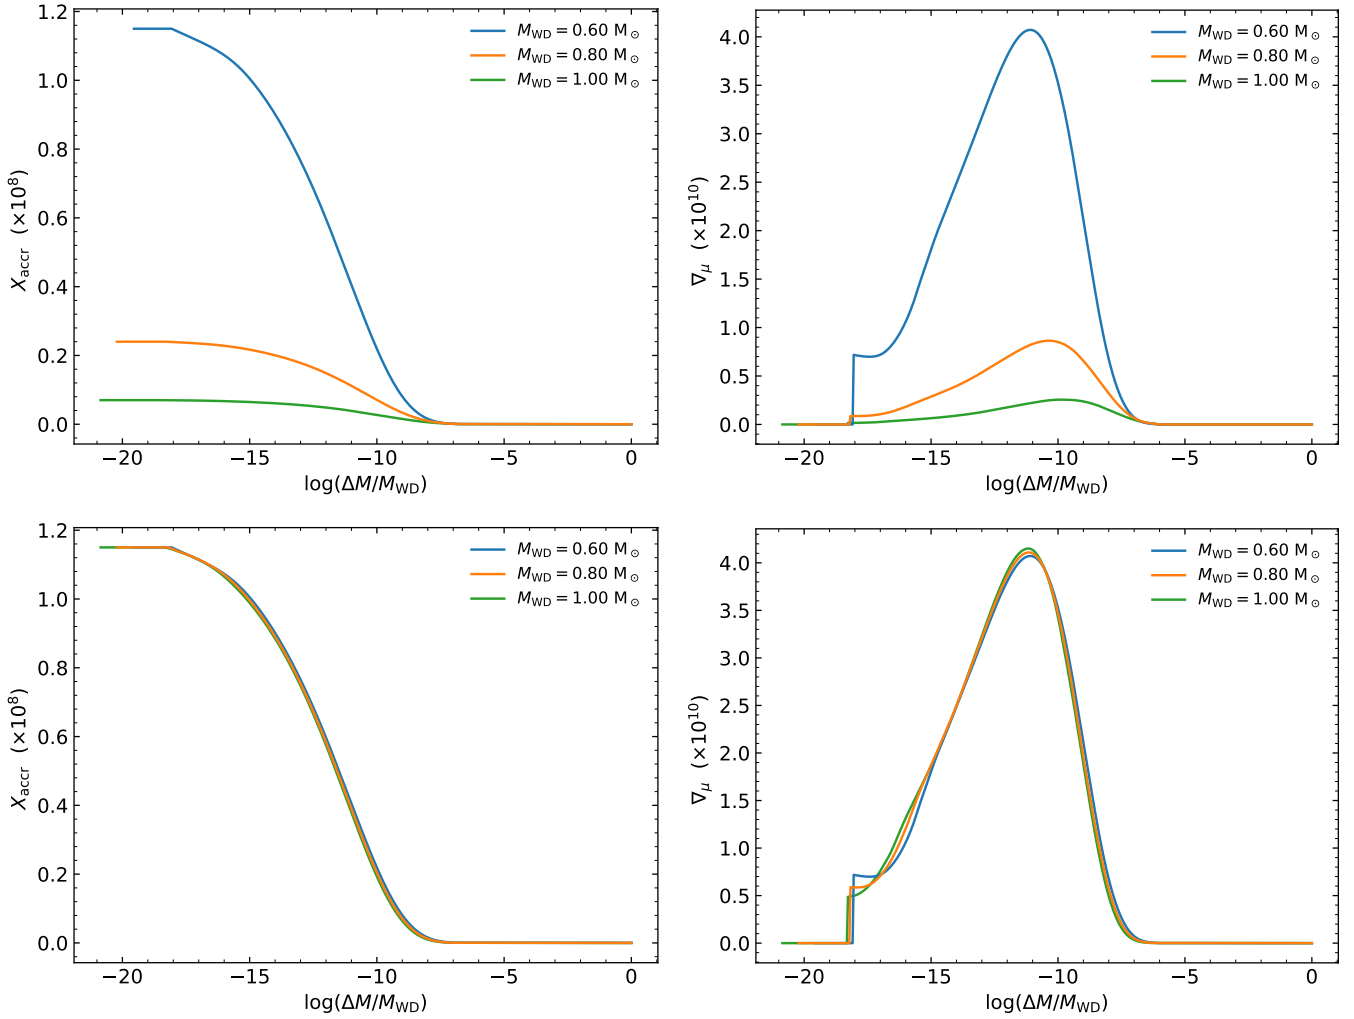 1.2
1.0
0.8
0.6
0.4
0.2
0.0
X_accr (×10^8)
−20 −15 −10 −5 0
log(ΔM/M_WD)
M_WD = 0.60 M_⊙
M_WD = 0.80 M_⊙
M_WD = 1.00 M_⊙
4.0
3.5
3.0
2.5
2.0
1.5
1.0
0.5
0.0
∇_μ (×10^10)
−20 −15 −10 −5 0
log(ΔM/M_WD)
M_WD = 0.60 M_⊙
M_WD = 0.80 M_⊙
M_WD = 1.00 M_⊙
1.2
1.0
0.8
0.6
0.4
0.2
0.0
X_accr (×10^8)
−20 −15 −10 −5 0
log(ΔM/M_WD)
M_WD = 0.60 M_⊙
M_WD = 0.80 M_⊙
M_WD = 1.00 M_⊙
4.0
3.5
3.0
2.5
2.0
1.5
1.0
0.5
0.0
∇_μ (×10^10)
−20 −15 −10 −5 0
log(ΔM/M_WD)
M_WD = 0.60 M_⊙
M_WD = 0.80 M_⊙
M_WD = 1.00 M_⊙